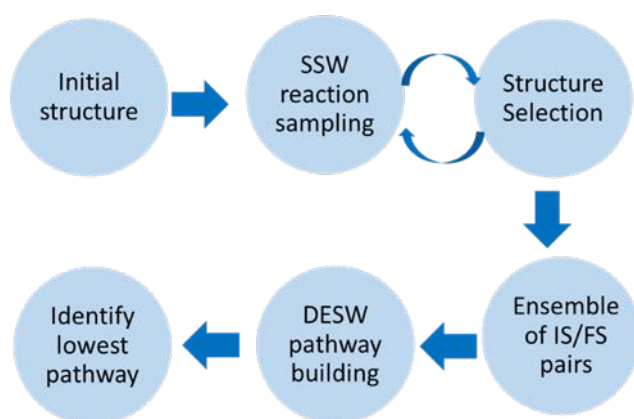 Initial
structure
SSW
reaction
sampling
Structure
Selection
Ensemble
of IS/FS
pairs
DESW
pathway
building
Identify
lowest
pathway